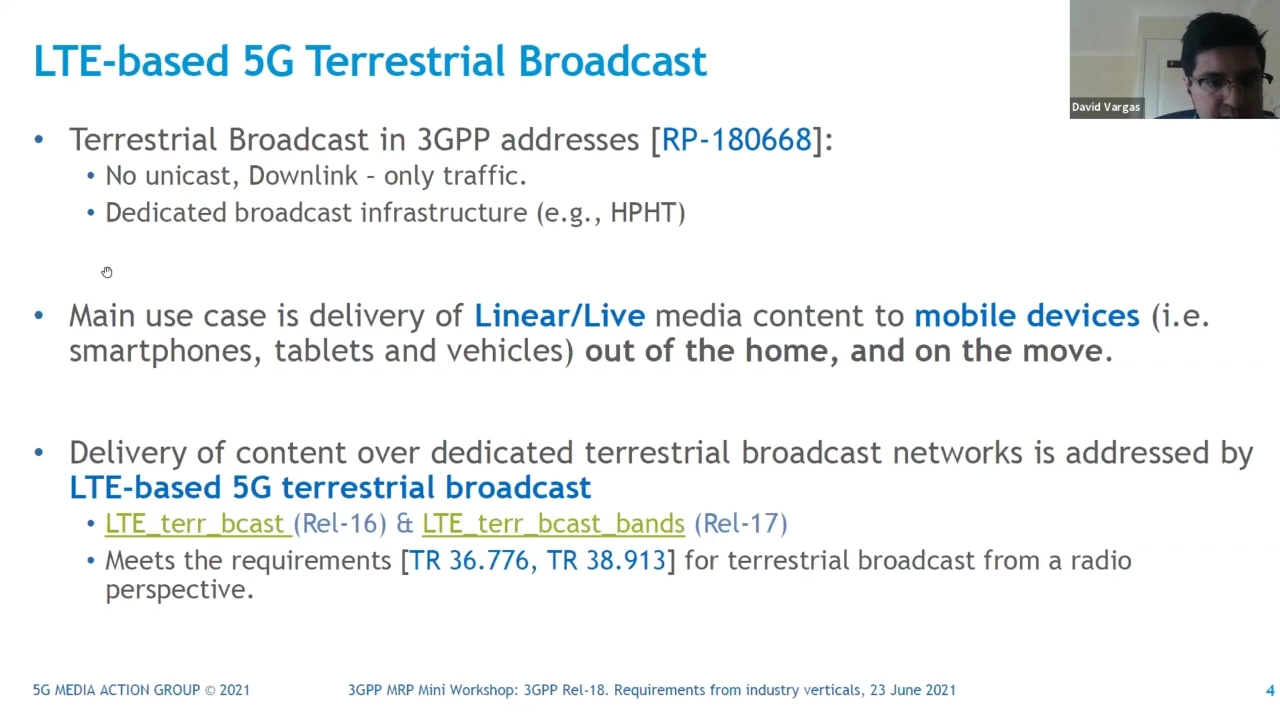 LTE-based 5G Terrestrial Broadcast
David Vargas
• Terrestrial Broadcast in 3GPP addresses [RP-180668]:
• No unicast, Downlink – only traffic.
• Dedicated broadcast infrastructure (e.g., HPHT)
• Main use case is delivery of Linear/Live media content to mobile devices (i.e.
smartphones, tablets and vehicles) out of the home, and on the move.
• Delivery of content over dedicated terrestrial broadcast networks is addressed by
LTE-based 5G terrestrial broadcast
• LTE_terr_bcast (Rel-16) & LTE_terr_bcast_bands (Rel-17)
• Meets the requirements [TR 36.776, TR 38.913] for terrestrial broadcast from a radio
perspective.
5G MEDIA ACTION GROUP © 2021
3GPP MRP Mini Workshop: 3GPP Rel-18. Requirements from industry verticals, 23 June 2021
4